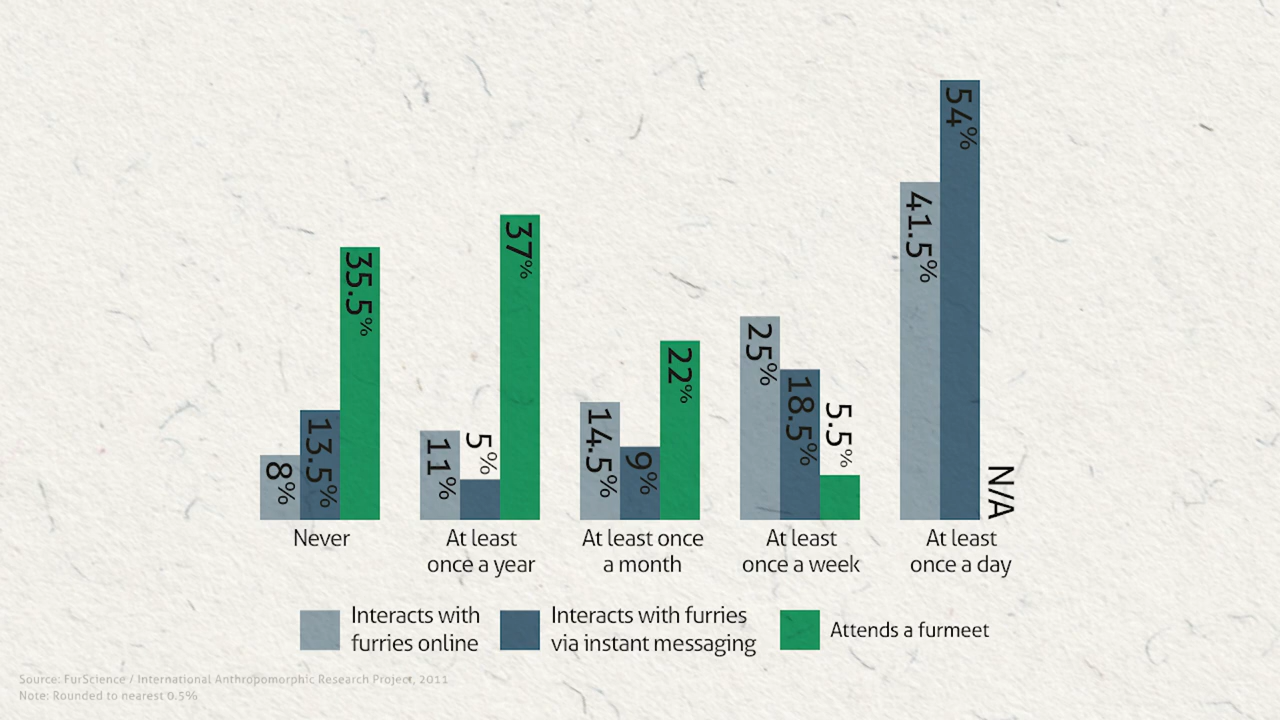 8%
13.5%
35.5%
11%
5%
37%
14.5%
9%
22%
25%
18.5%
5.5%
41.5%
54%
N/A
Never
At least
once a year
At least once
a month
At least
once a week
At least
once a day
Interacts with
furries online
Interacts with furries
via instant messaging
Attends a furmeet
Source: FurScience / International Anthropomorphic Research Project, 2011
Note: Rounded to nearest 0.5%